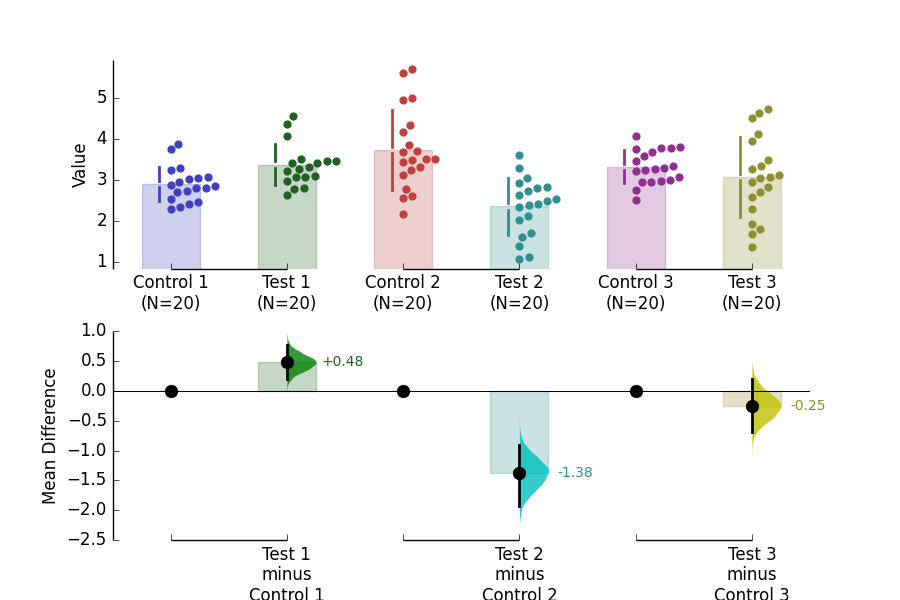 Value
5
4
3
2
1
Control 1 Test 1 Control 2 Test 2 Control 3 Test 3
(N=20) (N=20) (N=20) (N=20) (N=20) (N=20)
Mean Difference
1.0
0.5
0.0
−0.5
−1.0
−1.5
−2.0
−2.5
+0.48
-1.38
-0.25
Test 1 Test 2 Test 3
minus minus minus
Control 1 Control 2 Control 3